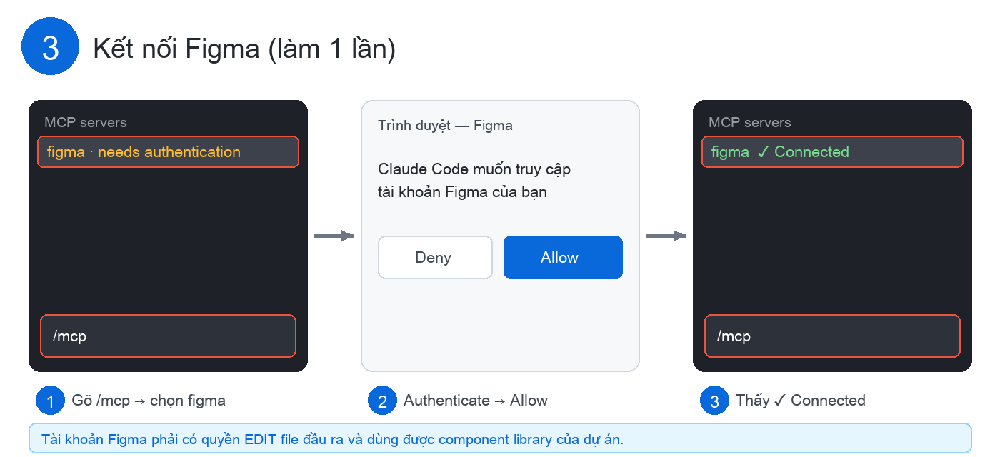 3
Kết nối Figma (làm 1 lần)
MCP servers
figma · needs authentication
/mcp
Trình duyệt — Figma
Claude Code muốn truy cập
tài khoản Figma của bạn
Deny
Allow
MCP servers
figma ✓ Connected
/mcp
1 Gõ /mcp → chọn figma
2 Authenticate → Allow
3 Thấy ✓ Connected
Tài khoản Figma phải có quyền EDIT file đầu ra và dùng được component library của dự án.